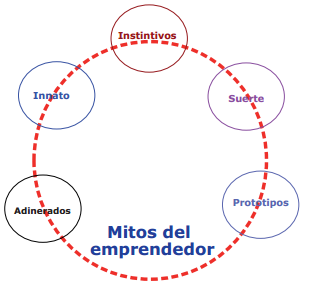 Instintivos
Innato
Suerte
Adinerados
Prototipos
Mitos del
emprendedor